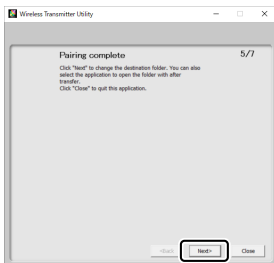 Wireless Transmitter Utility
Pairing complete 5/7
Click "Next" to change the destination folder. You can also
select the application to open the folder with after
transfer.
Click "Close" to quit this application.
<Back Next> Close